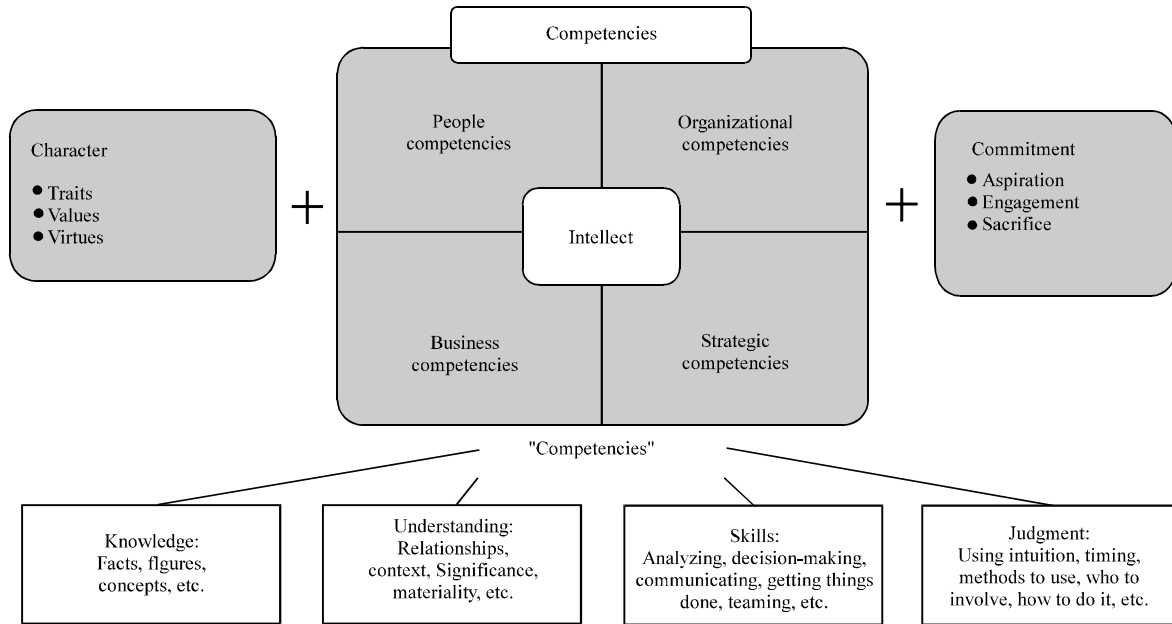 Competencies
People
competencies
Organizational
competencies
Character
● Traits
● Values
● Virtues
+
Intellect
+
Commitment
● Aspiration
● Engagement
● Sacrifice
Business
competencies
Strategic
competencies
"Competencies"
Knowledge:
Facts, flgures,
concepts, etc.
Understanding:
Relationships,
context, Significance,
materiality, etc.
Skills:
Analyzing, decision-making,
communicating, getting things
done, teaming, etc.
Judgment:
Using intuition, timing,
methods to use, who to
involve, how to do it, etc.